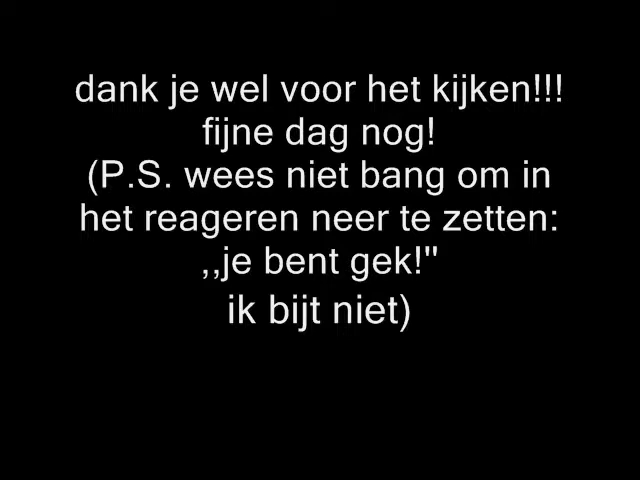 dank je wel voor het kijken!!!
fijne dag nog!
(P.S. wees niet bang om in
het reageren neer te zetten:
,,je bent gek!"
ik bijt niet)